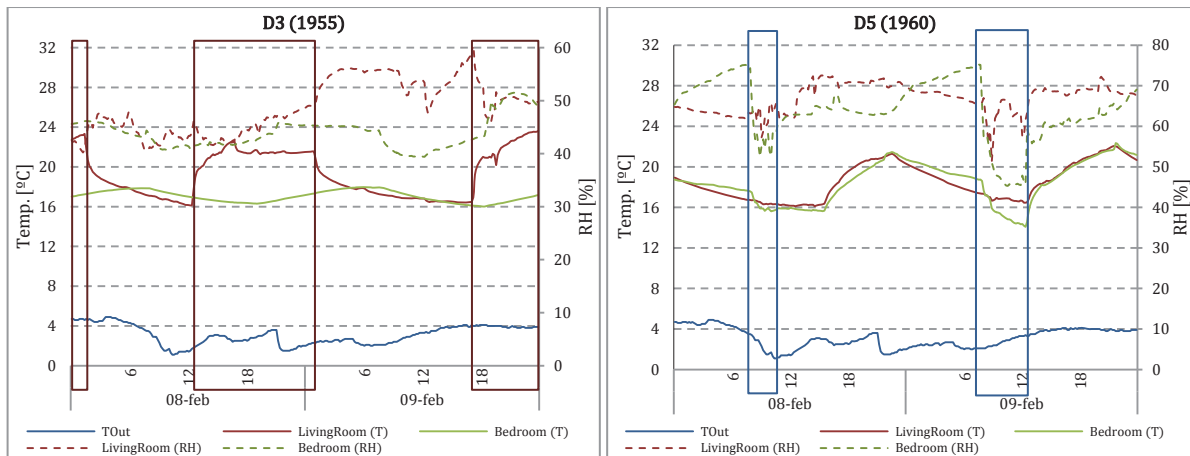 D3 (1955)
Temp. [ºC]
32
28
24
20
16
12
8
4
0
60
50
40
30
20
10
0
RH [%]
6
12
18
6
12
18
08-feb
09-feb
TOut
LivingRoom (T)
Bedroom (T)
LivingRoom (RH)
Bedroom (RH)
D5 (1960)
Temp. [ºC]
32
28
24
20
16
12
8
4
0
80
70
60
50
40
30
20
10
0
RH [%]
6
12
18
6
12
18
08-feb
09-feb
TOut
LivingRoom (T)
Bedroom (T)
LivingRoom (RH)
Bedroom (RH)